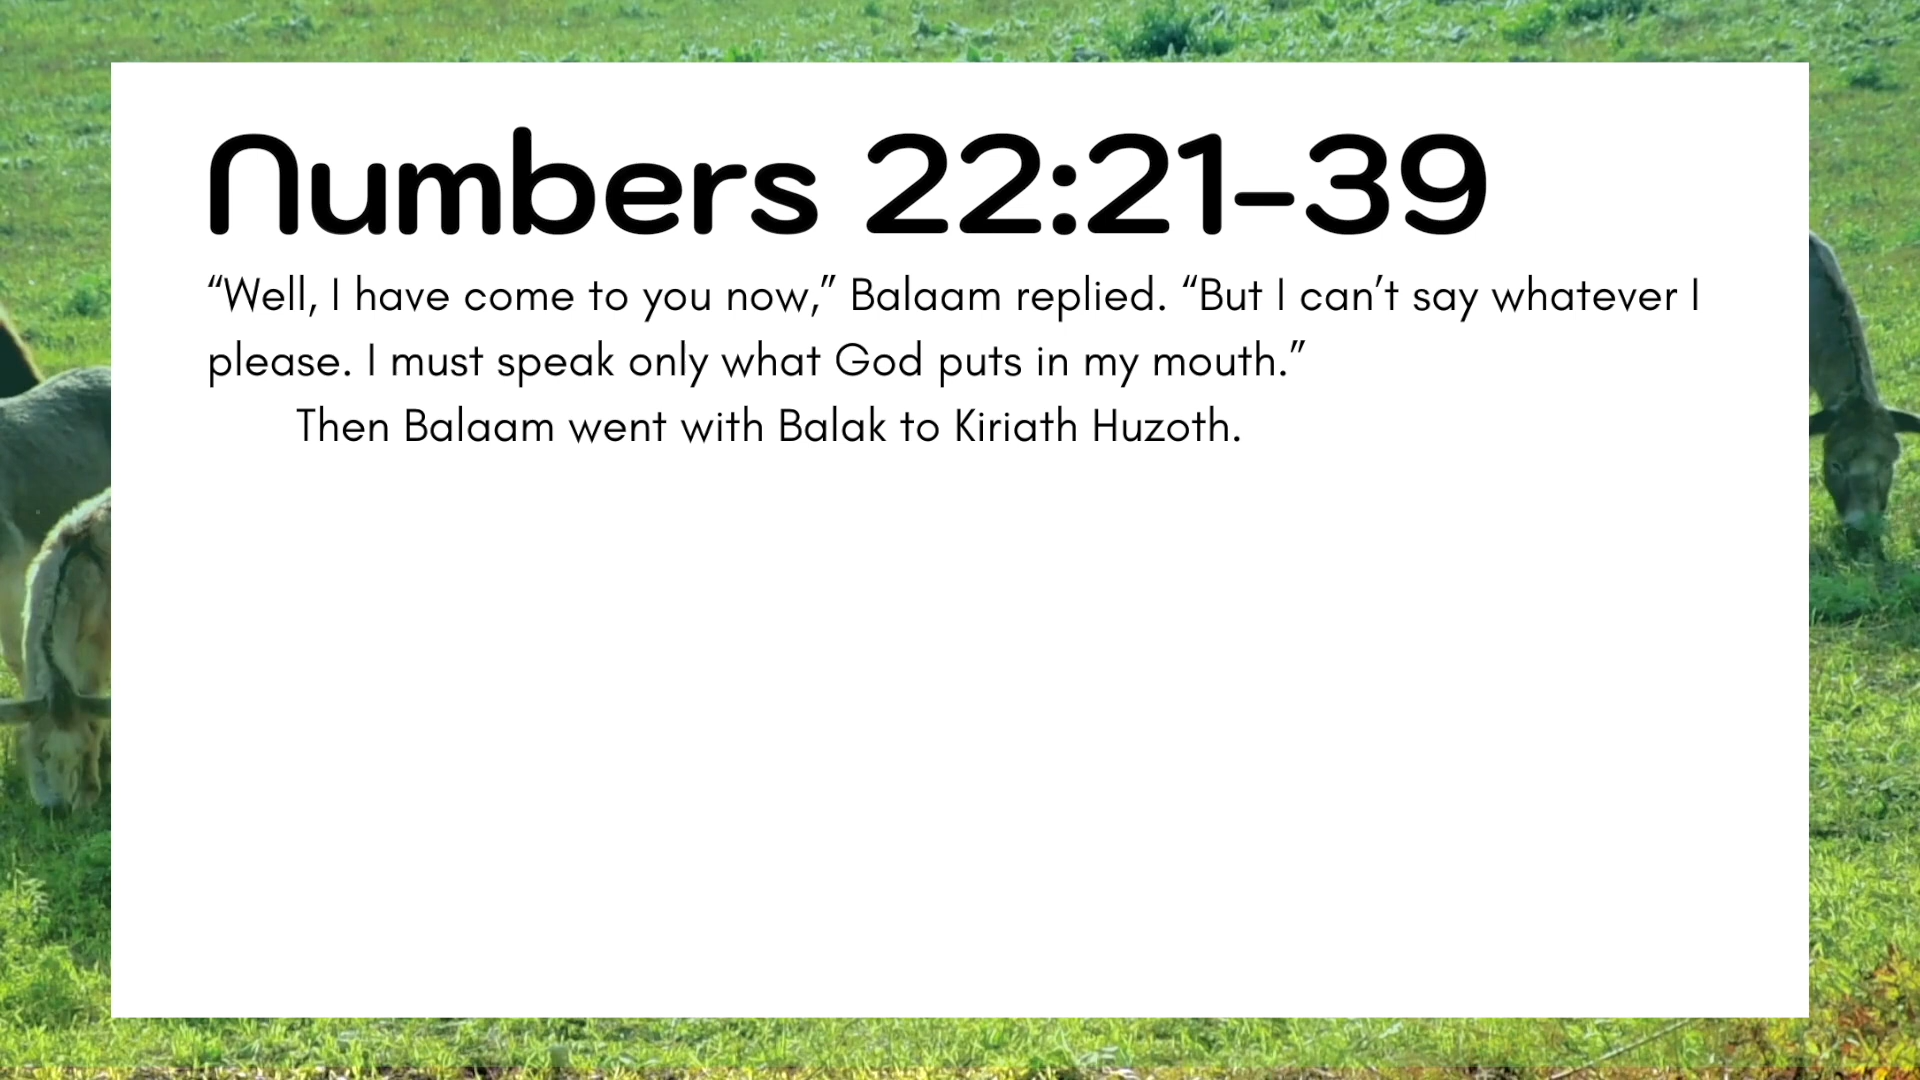 Numbers 22:21-39
“Well, I have come to you now,” Balaam replied. “But I can’t say whatever I
please. I must speak only what God puts in my mouth.”
Then Balaam went with Balak to Kiriath Huzoth.